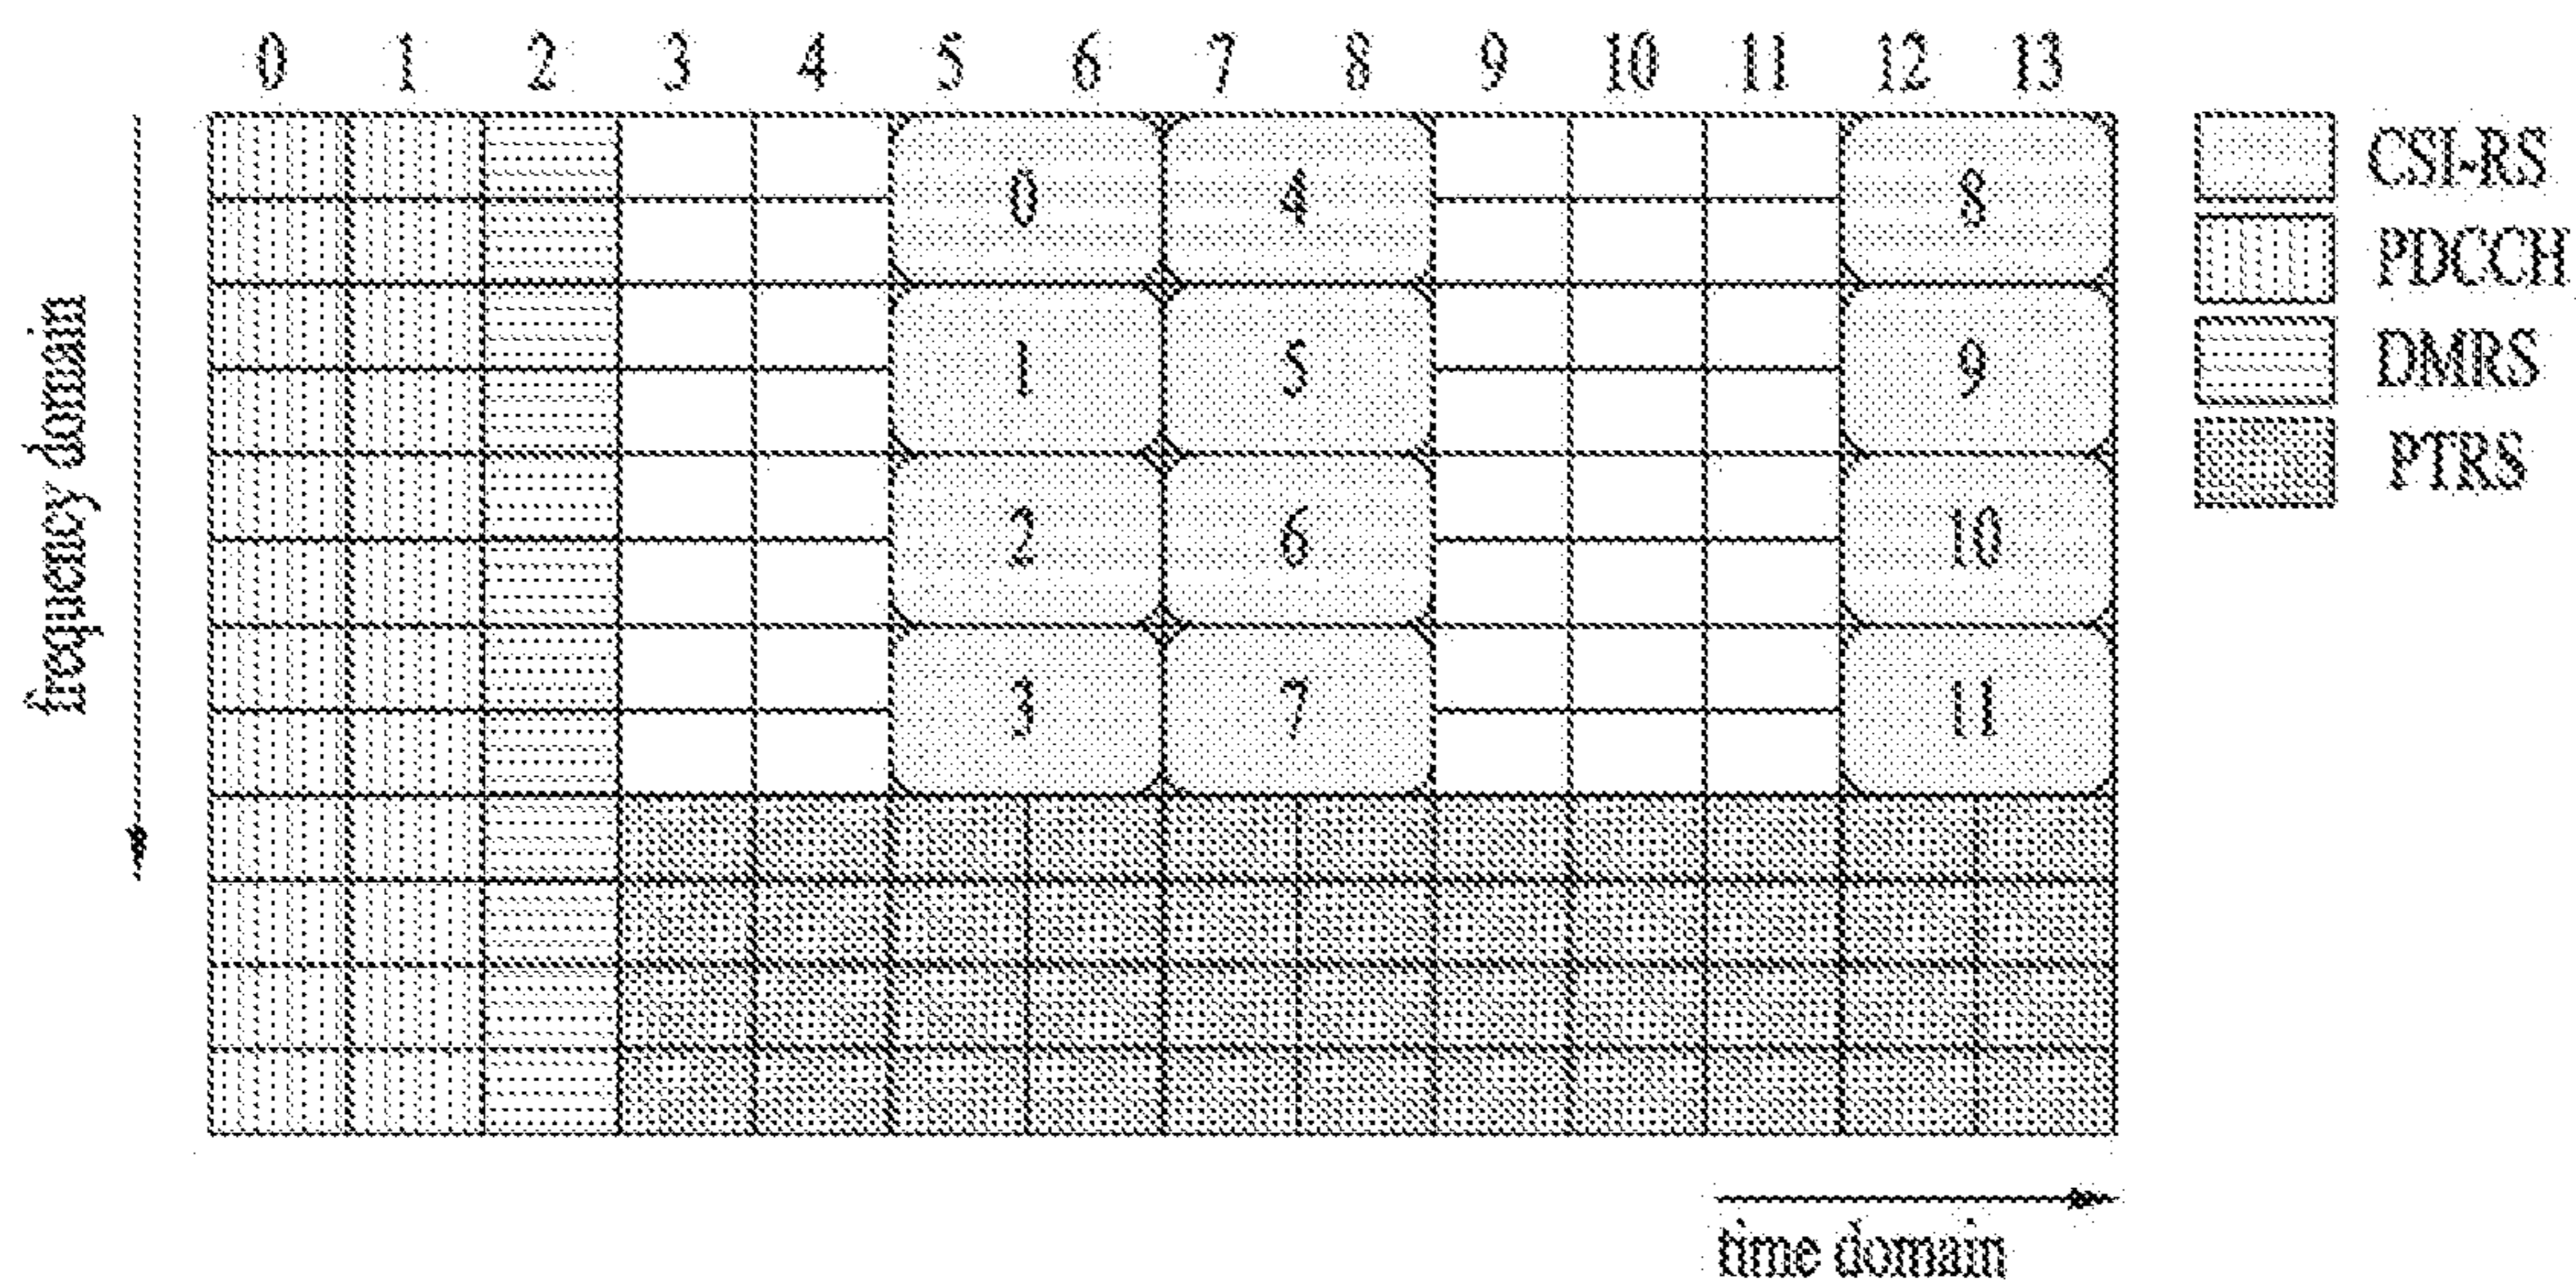 0 1 2 3 4 5 6 7 8 9 10 11 12 13
0 4 8
1 5 9
2 6 10
3 7 11
frequency domain
time domain
CSI-RS
PDCCH
DMRS
PTRS